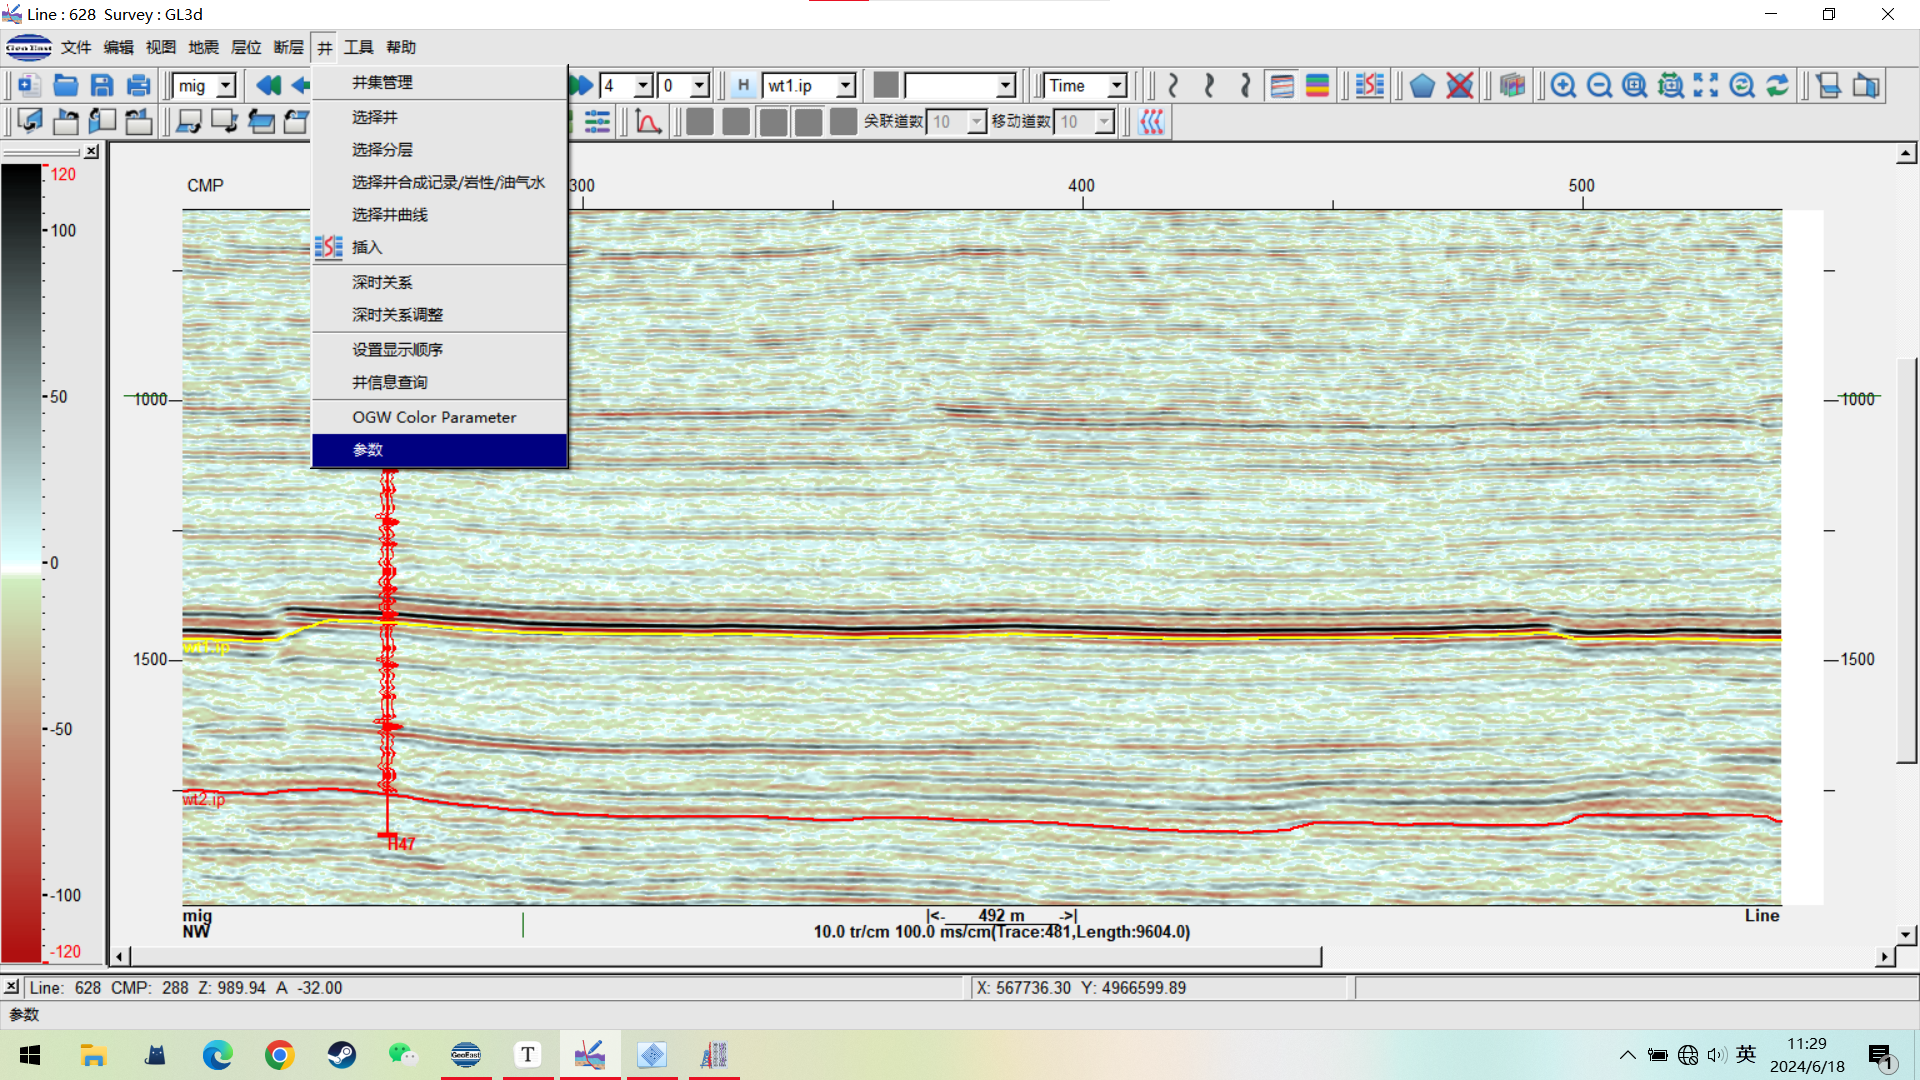 Line : 628 Survey : GL3d
GeoEast 文件 编辑 视图 地震 层位 断层 井 工具 帮助
mig 4 0 H wt1.ip Time
关联道数 10 移动道数 10
井集管理
选择井
选择分层
选择井合成记录/岩性/油气水
选择井曲线
插入
深时关系
深时关系调整
设置显示顺序
井信息查询
OGW Color Parameter
参数
120
100
50
0
-50
-100
-120
CMP 300 400 500
1000 1000
1500 1500
wt1.ip
wt2.ip
H47
mig |<- 492 m ->| Line
NW 10.0 tr/cm 100.0 ms/cm(Trace:481,Length:9604.0)
Line: 628 CMP: 288 Z: 989.94 A -32.00 X: 567736.30 Y: 4966599.89
参数
GeoEast T 英 11:29
2024/6/18 1